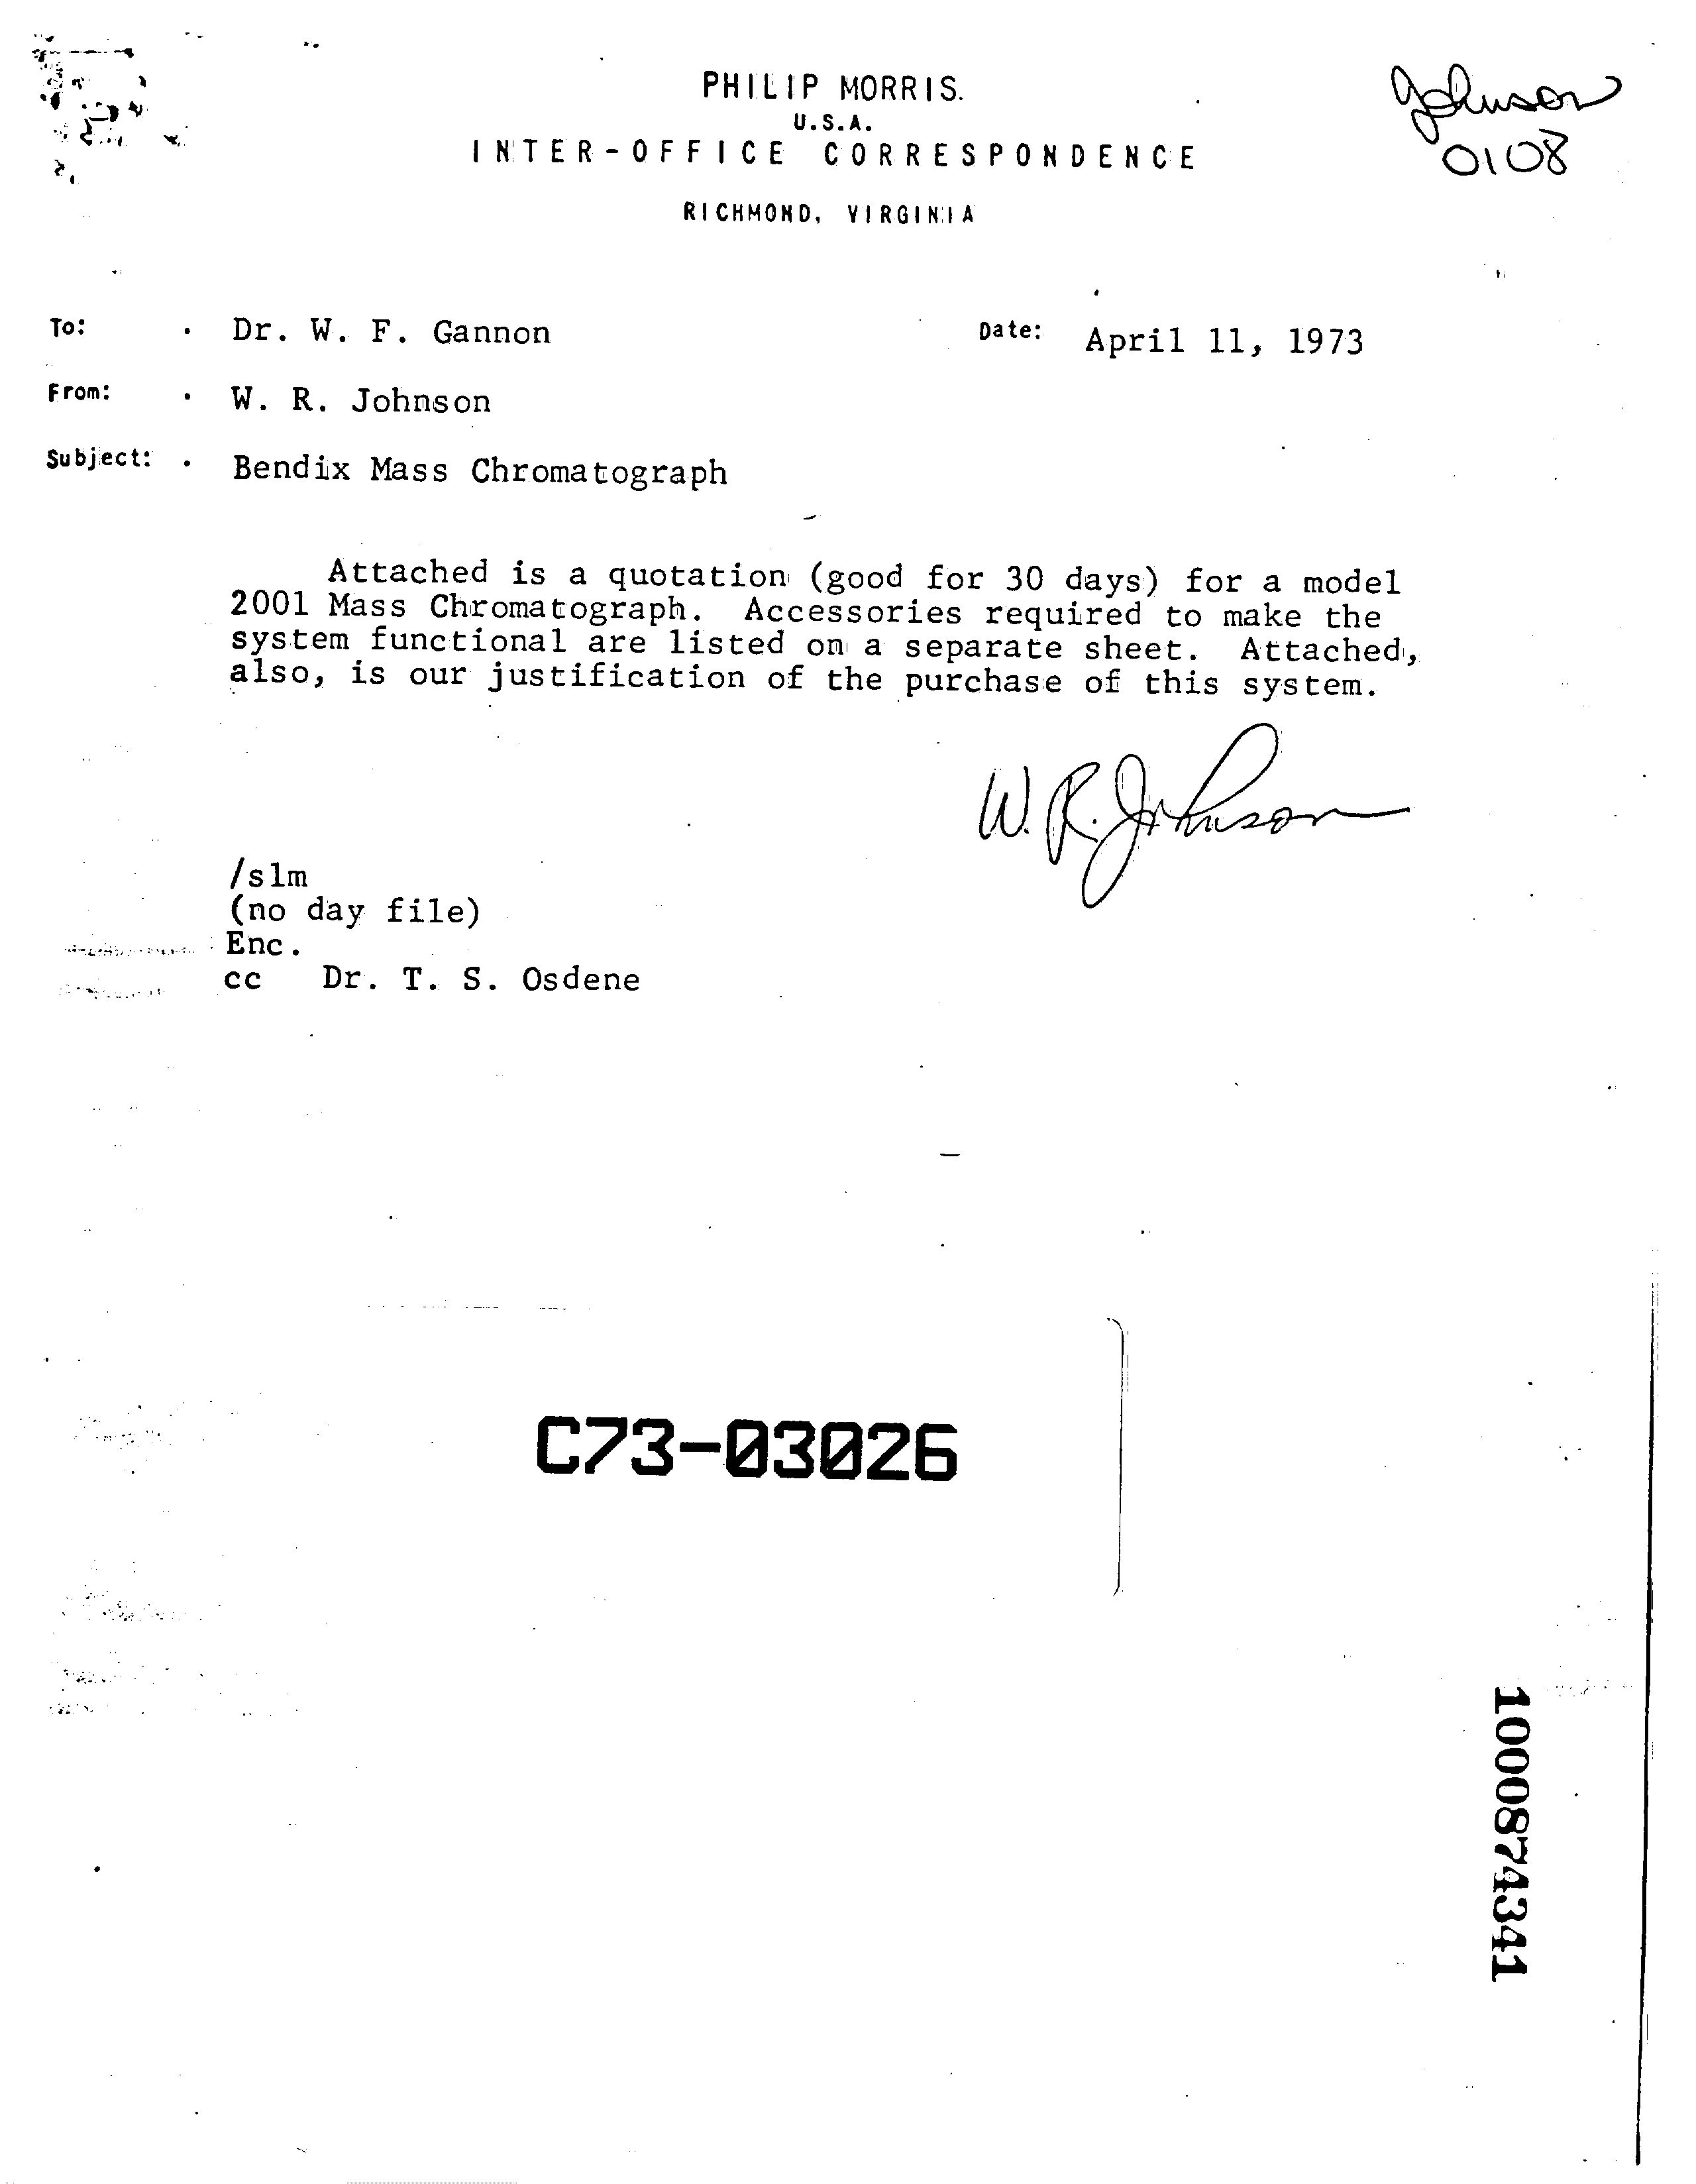 PHILIP MORRIS.
U.S.A.
INTER-OFFICE CORRESPONDENCE
RICHMOND, VIRGINIA
Johnson
0108
To: . Dr. W. F. Gannon
Date: April 11, 1973
From: . W. R. Johnson
Subject: . Bendix Mass Chromatograph
Attached is a quotation (good for 30 days) for a model
2001 Mass Chromatograph. Accessories required to make the
system functional are listed on a separate sheet. Attached,
also, is our justification of the purchase of this system.
W. R. Johnson
/slm
(no day file)
Enc.
cc Dr. T. S. Osdene
C73-03026
1000874341